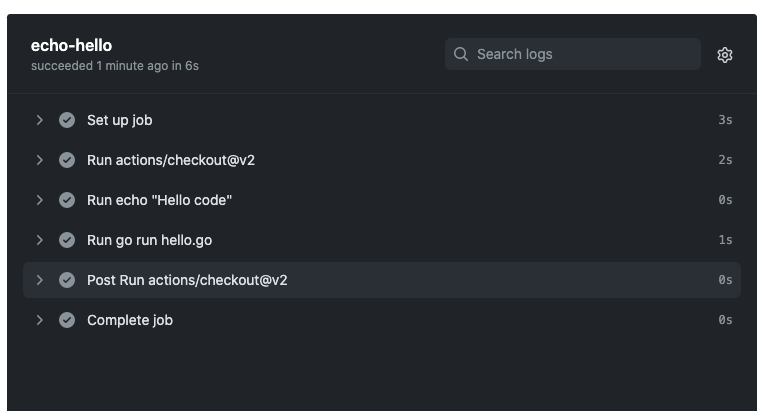 echo-hello
succeeded 1 minute ago in 6s
Search logs
Set up job 3s
Run actions/checkout@v2 2s
Run echo "Hello code" 0s
Run go run hello.go 1s
Post Run actions/checkout@v2 0s
Complete job 0s